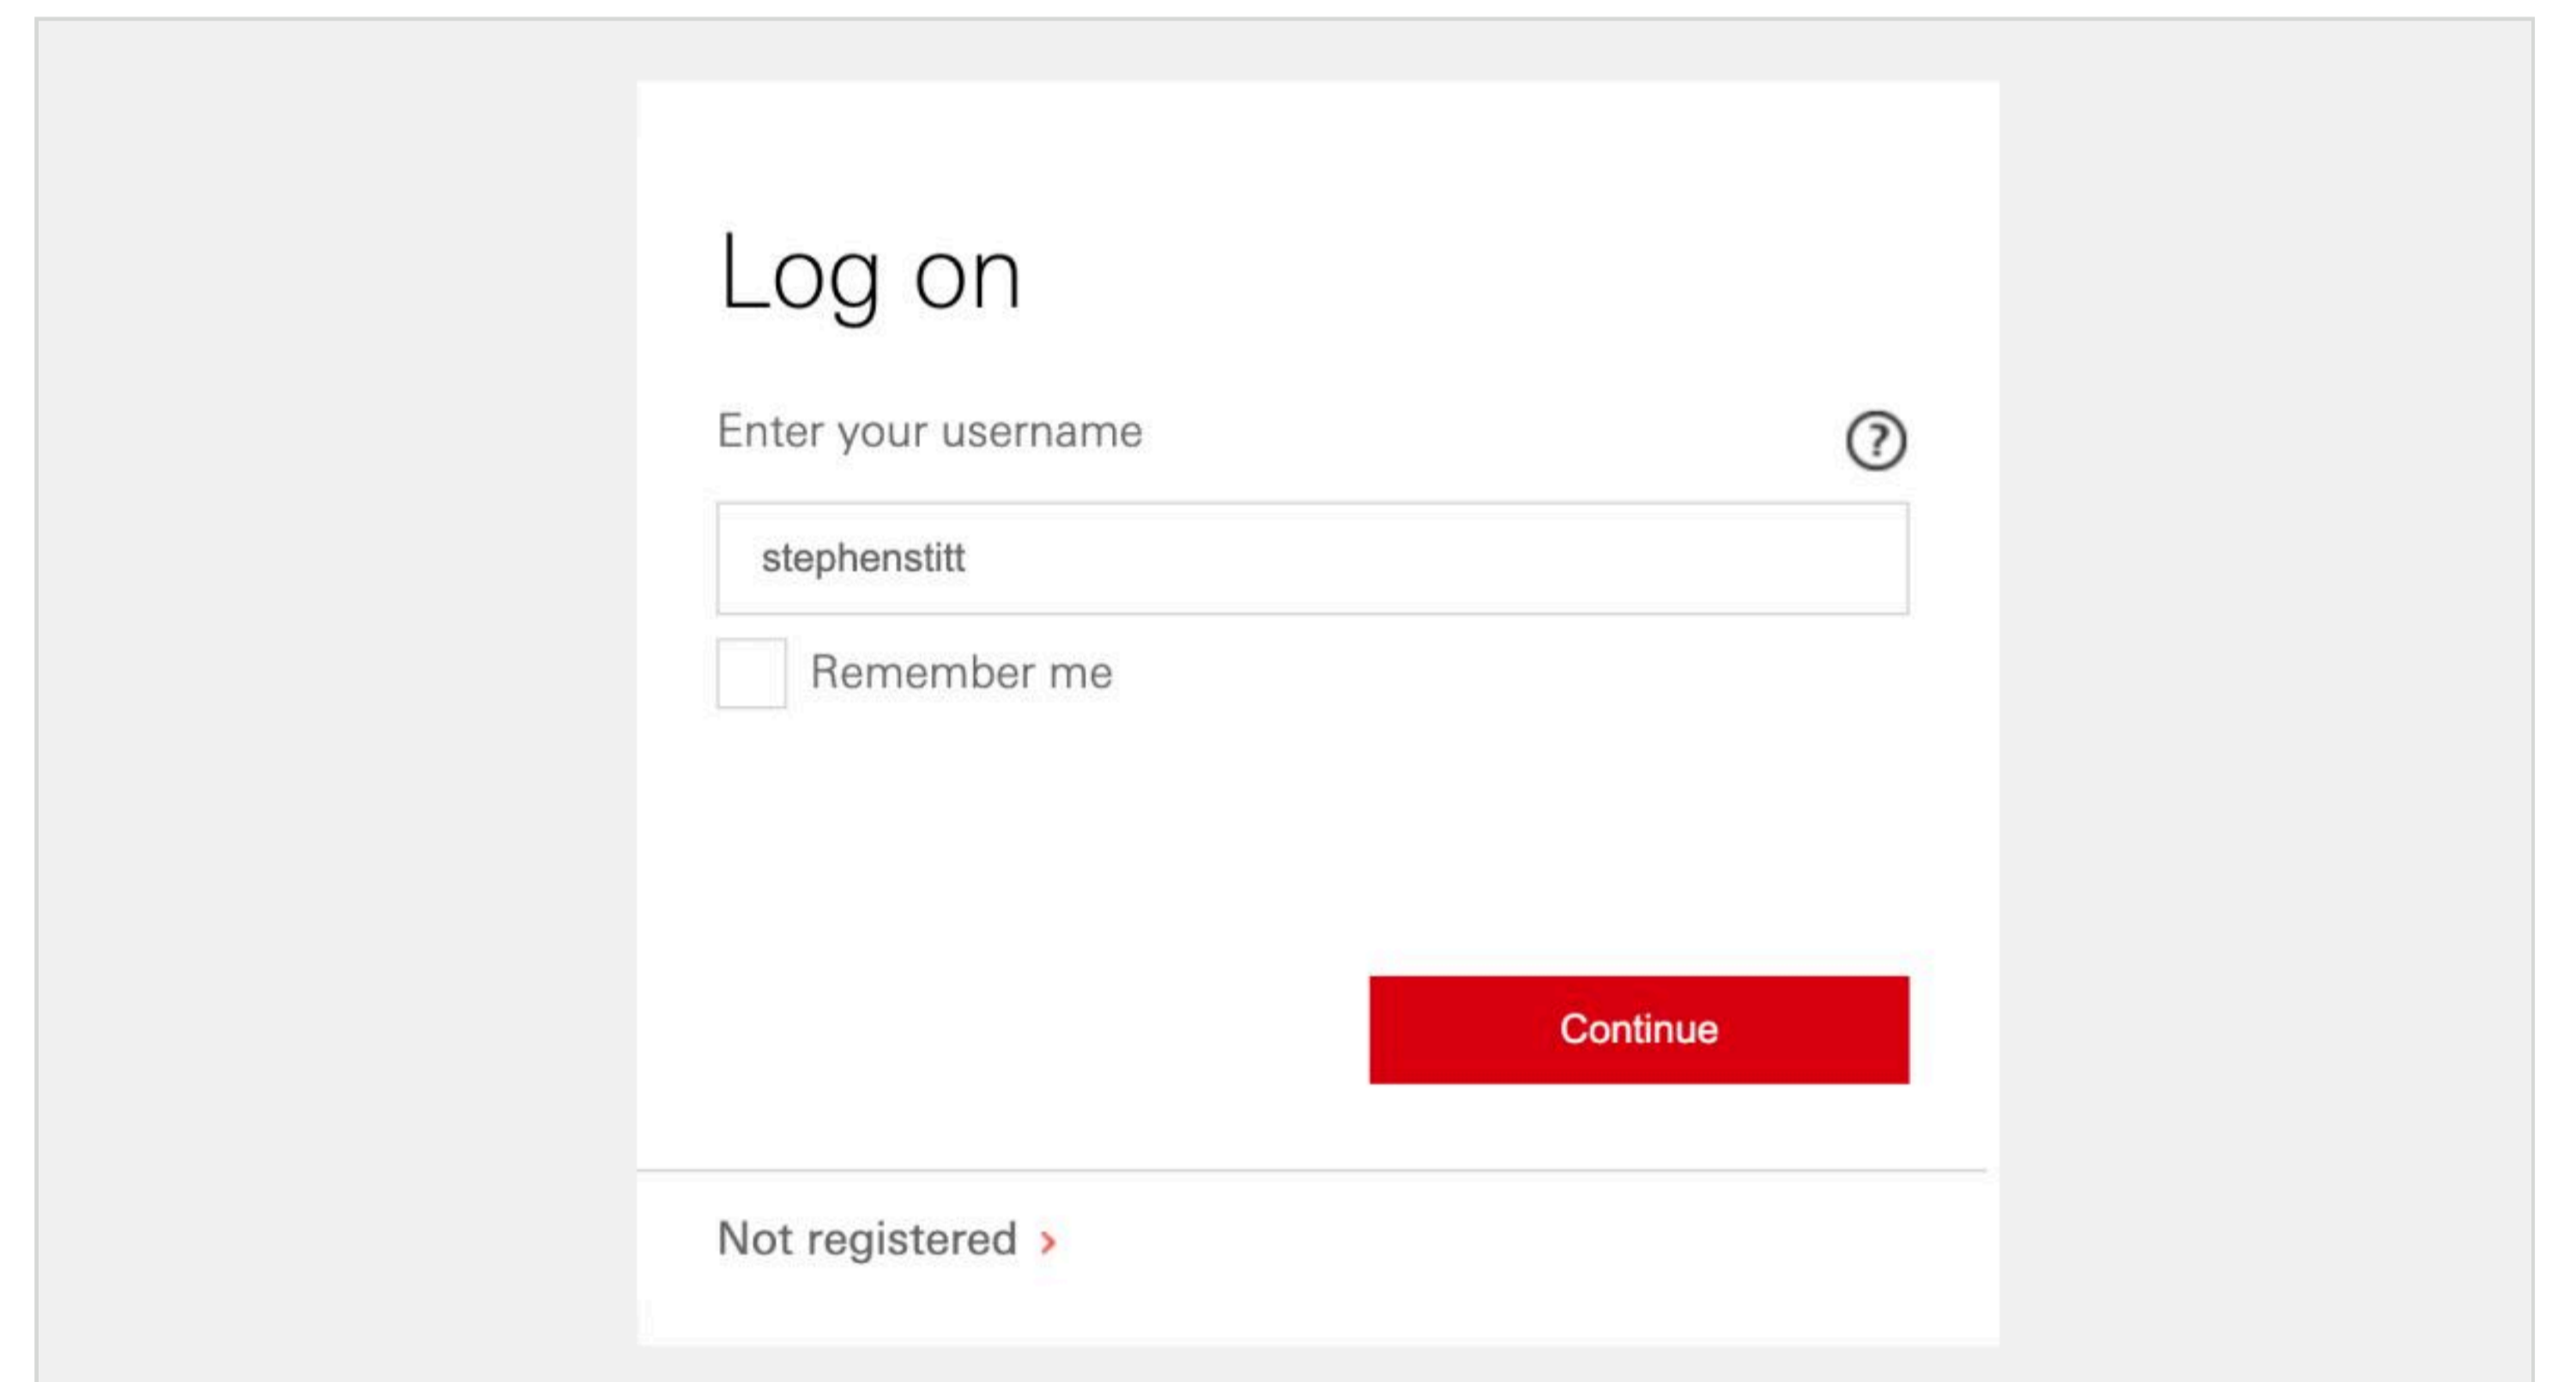 Log on
Enter your username
?
stephenstitt
Remember me
Continue
Not registered >